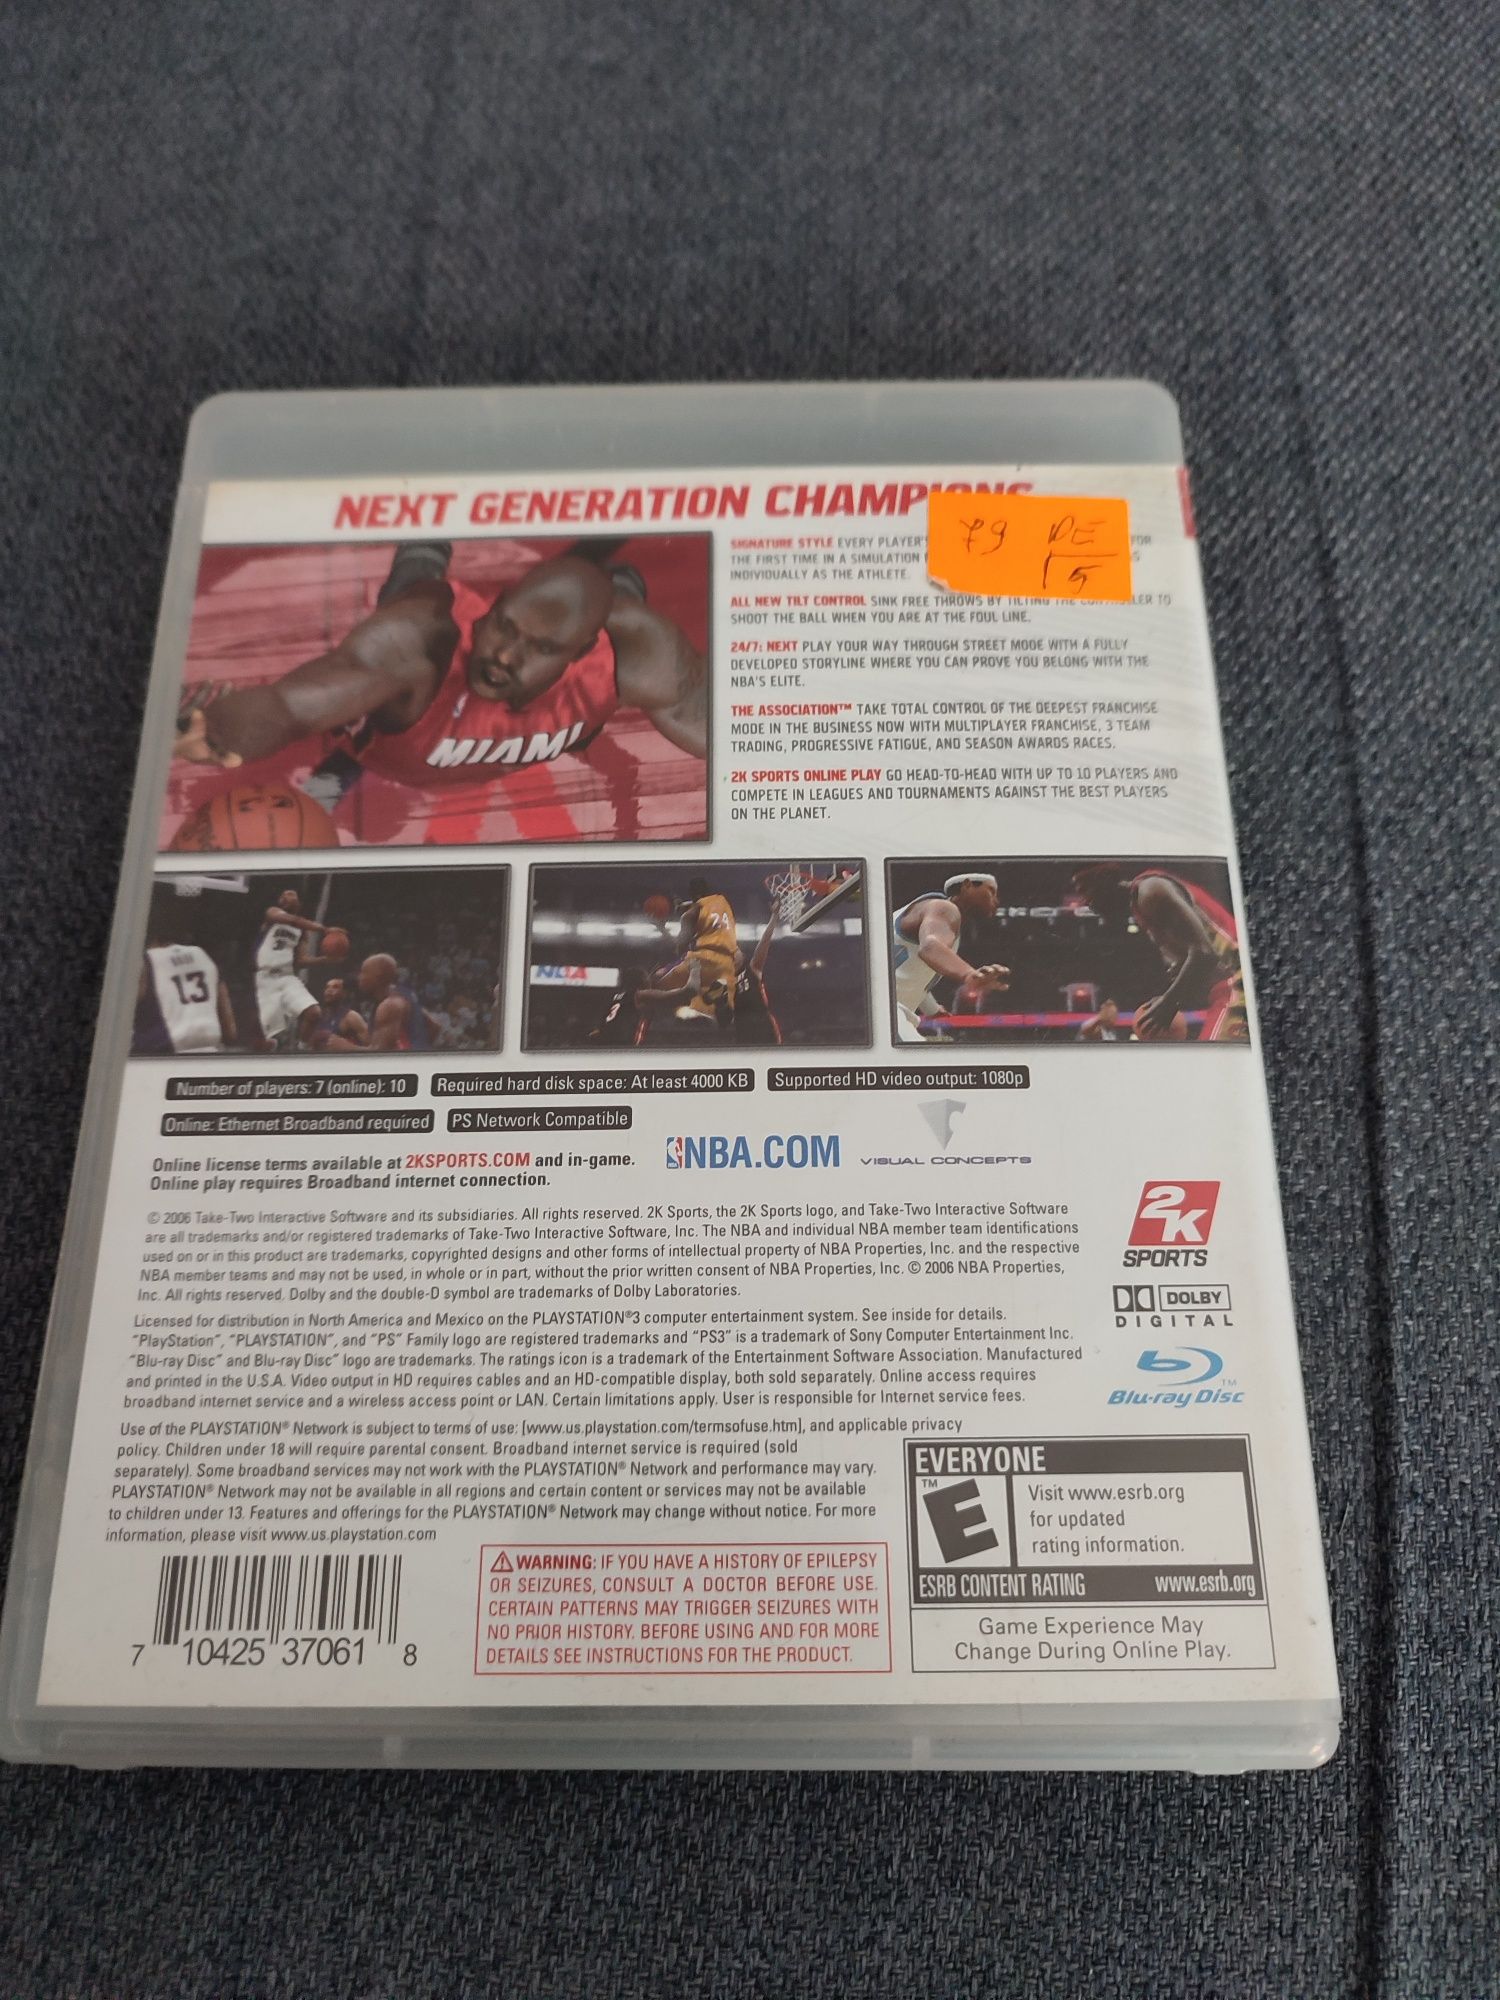 NEXT GENERATION CHAMPIONS
79 DE
15
SIGNATURE STYLE EVERY PLAYER'S FOR
THE FIRST TIME IN A SIMULATION
INDIVIDUALLY AS THE ATHLETE.
ALL NEW TILT CONTROL SINK FREE THROWS BY TILTING THE CONTROLLER TO
SHOOT THE BALL WHEN YOU ARE AT THE FOUL LINE.
24/7: NEXT PLAY YOUR WAY THROUGH STREET MODE WITH A FULLY
DEVELOPED STORYLINE WHERE YOU CAN PROVE YOU BELONG WITH THE
NBA'S ELITE.
THE ASSOCIATION™ TAKE TOTAL CONTROL OF THE DEEPEST FRANCHISE
MODE IN THE BUSINESS NOW WITH MULTIPLAYER FRANCHISE, 3 TEAM
TRADING, PROGRESSIVE FATIGUE, AND SEASON AWARDS RACES.
2K SPORTS ONLINE PLAY GO HEAD-TO-HEAD WITH UP TO 10 PLAYERS AND
COMPETE IN LEAGUES AND TOURNAMENTS AGAINST THE BEST PLAYERS
ON THE PLANET.
MIAMI
13
24
NBA
3
Number of players: 7 (online): 10
Required hard disk space: At least 4000 KB
Supported HD video output: 1080p
Online: Ethernet Broadband required
PS Network Compatible
Online license terms available at 2KSPORTS.COM and in-game.
Online play requires Broadband internet connection.
NBA.COM
VISUAL CONCEPTS
© 2006 Take-Two Interactive Software and its subsidiaries. All rights reserved. 2K Sports, the 2K Sports logo, and Take-Two Interactive Software
are all trademarks and/or registered trademarks of Take-Two Interactive Software, Inc. The NBA and individual NBA member team identifications
used on or in this product are trademarks, copyrighted designs and other forms of intellectual property of NBA Properties, Inc. and the respective
NBA member teams and may not be used, in whole or in part, without the prior written consent of NBA Properties, Inc. © 2006 NBA Properties,
Inc. All rights reserved. Dolby and the double-D symbol are trademarks of Dolby Laboratories.
2K
SPORTS
DOLBY
DIGITAL
Licensed for distribution in North America and Mexico on the PLAYSTATION®3 computer entertainment system. See inside for details.
"PlayStation", "PLAYSTATION", and "PS" Family logo are registered trademarks and "PS3" is a trademark of Sony Computer Entertainment Inc.
"Blu-ray Disc" and Blu-ray Disc" logo are trademarks. The ratings icon is a trademark of the Entertainment Software Association. Manufactured
and printed in the U.S.A. Video output in HD requires cables and an HD-compatible display, both sold separately. Online access requires
broadband internet service and a wireless access point or LAN. Certain limitations apply. User is responsible for Internet service fees.
Blu-ray Disc™
Use of the PLAYSTATION® Network is subject to terms of use: [www.us.playstation.com/termsofuse.htm], and applicable privacy
policy. Children under 18 will require parental consent. Broadband internet service is required (sold
separately). Some broadband services may not work with the PLAYSTATION® Network and performance may vary.
PLAYSTATION® Network may not be available in all regions and certain content or services may not be available
to children under 13. Features and offerings for the PLAYSTATION® Network may change without notice. For more
information, please visit www.us.playstation.com
EVERYONE
E™
Visit www.esrb.org
for updated
rating information.
ESRB CONTENT RATING www.esrb.org
Game Experience May
Change During Online Play.
7 10425 37061 8
WARNING: IF YOU HAVE A HISTORY OF EPILEPSY
OR SEIZURES, CONSULT A DOCTOR BEFORE USE.
CERTAIN PATTERNS MAY TRIGGER SEIZURES WITH
NO PRIOR HISTORY. BEFORE USING AND FOR MORE
DETAILS SEE INSTRUCTIONS FOR THE PRODUCT.